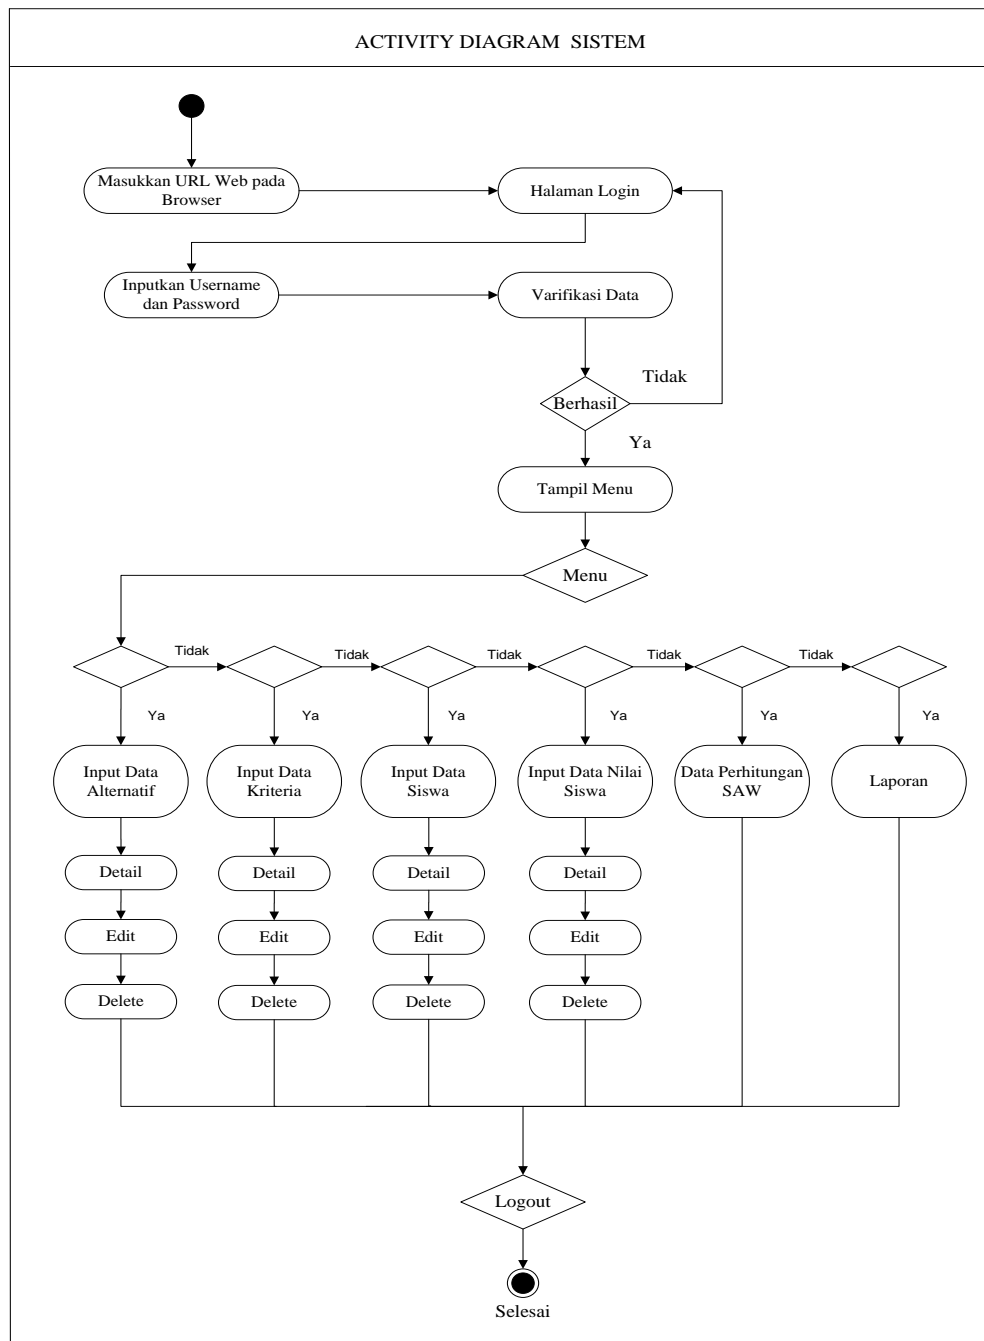 ACTIVITY DIAGRAM  SISTEM
Masukkan URL Web pada
Browser
Halaman Login
Inputkan Username
dan Password
Varifikasi Data
Tidak
Berhasil
Ya
Tampil Menu
Menu
Tidak
Tidak
Tidak
Tidak
Tidak
Ya
Ya
Ya
Ya
Ya
Ya
Input Data
Alternatif
Input Data
Kriteria
Input Data
Siswa
Input Data Nilai
Siswa
Data Perhitungan
SAW
Laporan
Detail
Detail
Detail
Detail
Edit
Edit
Edit
Edit
Delete
Delete
Delete
Delete
Logout
Selesai